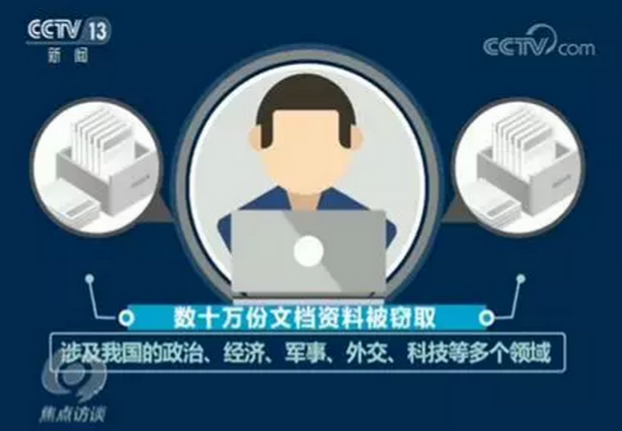 CCTV 13
新闻
CCTV.com
数十万份文档资料被窃取
涉及我国的政治、经济、军事、外交、科技等多个领域
焦点访谈